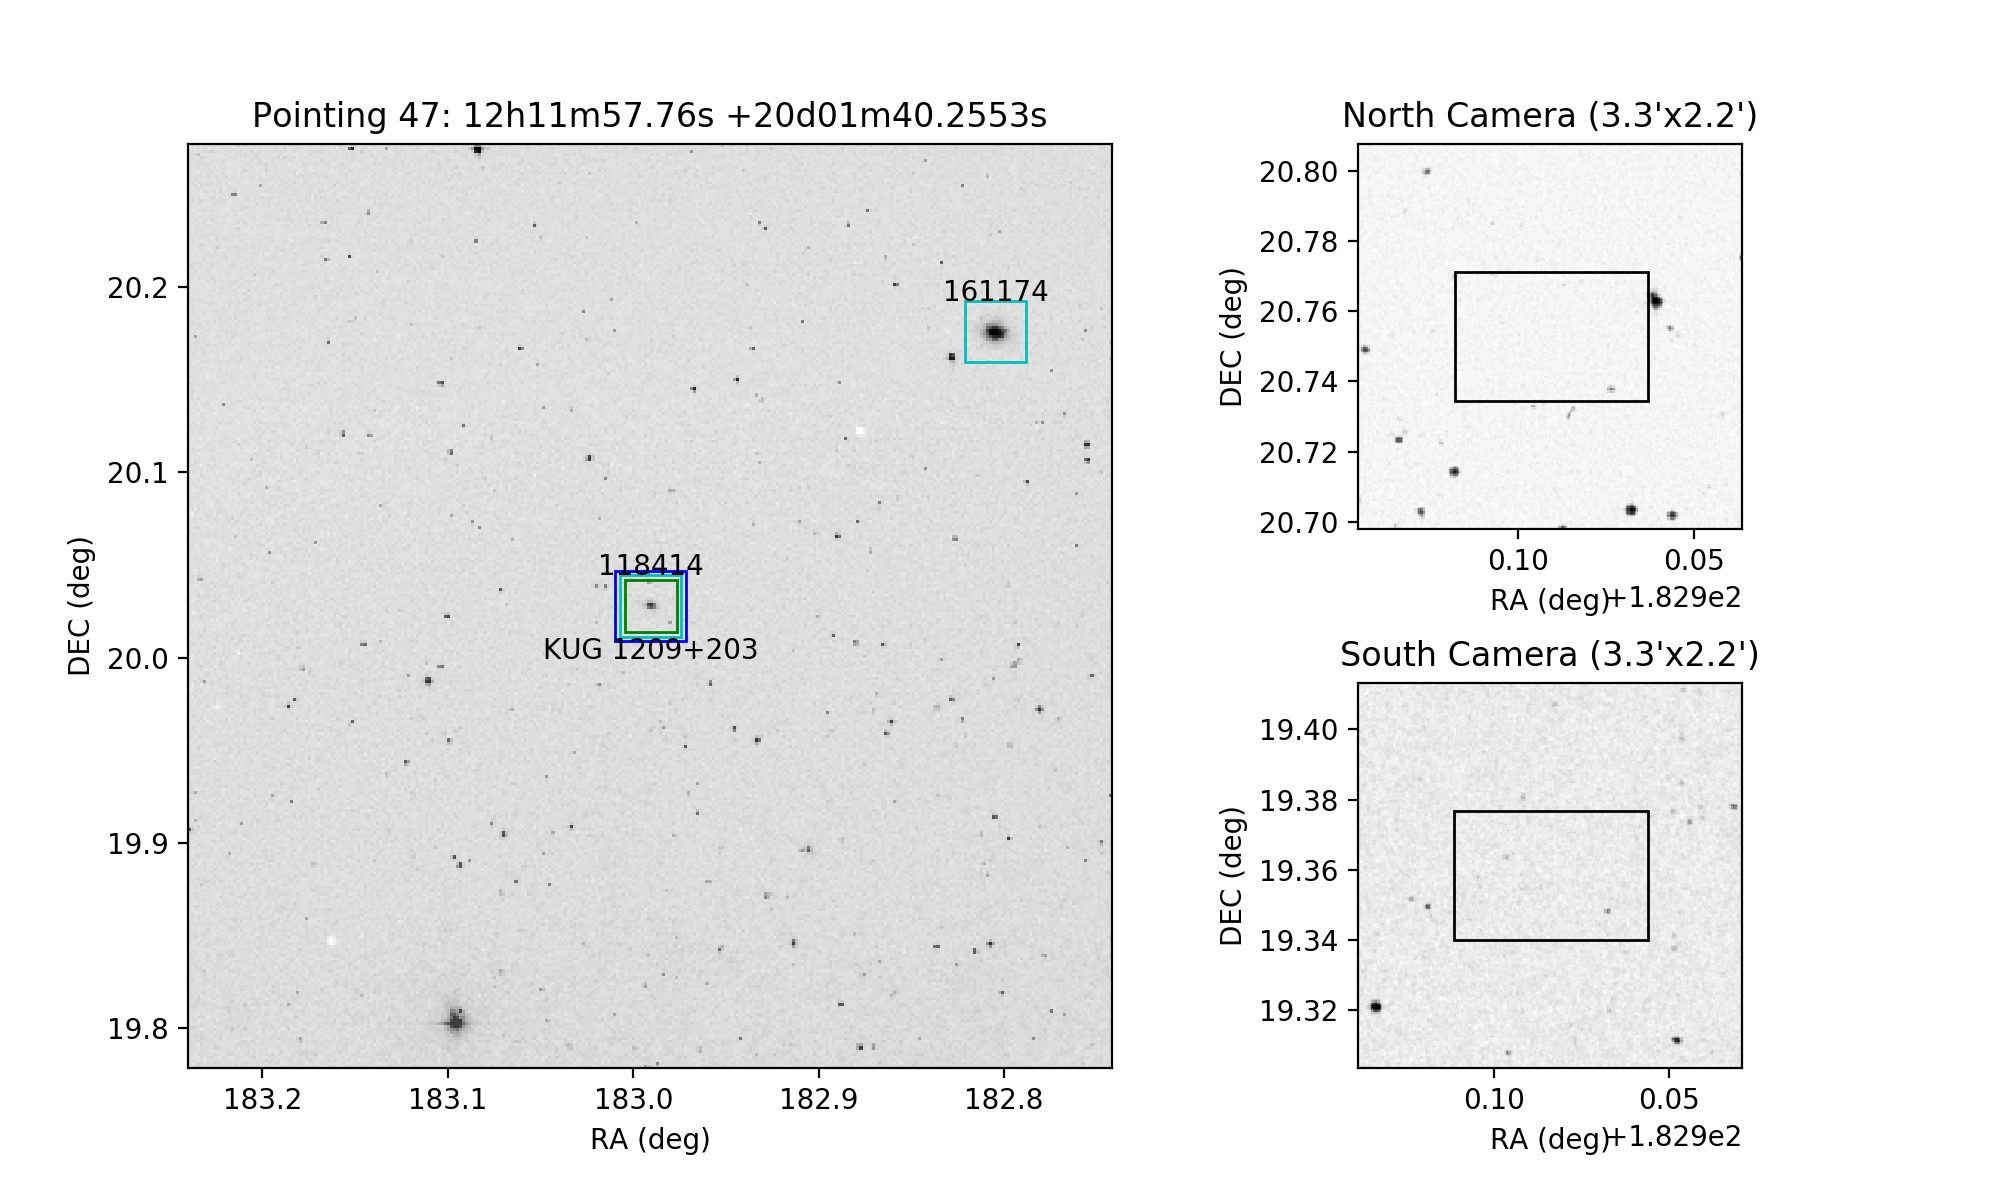 Pointing 47: 12h11m57.76s +20d01m40.2553s
DEC (deg)
20.2
20.1
20.0
19.9
19.8
161174
118414
KUG 1209+203
183.2 183.1 183.0 182.9 182.8
RA (deg)
North Camera (3.3'x2.2')
DEC (deg)
20.80
20.78
20.76
20.74
20.72
20.70
0.10 0.05
RA (deg)
+1.829e2
South Camera (3.3'x2.2')
DEC (deg)
19.40
19.38
19.36
19.34
19.32
0.10 0.05
RA (deg)
+1.829e2